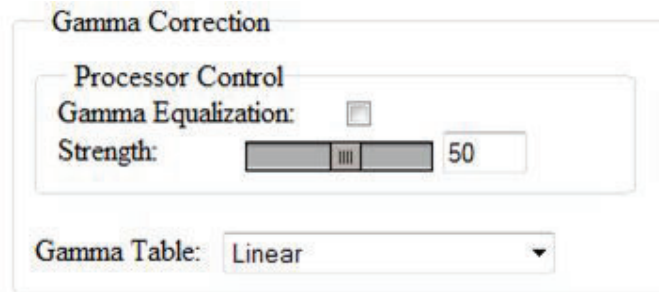 Gamma Correction
Processor Control
Gamma Equalization:
Strength: 50
Gamma Table: Linear